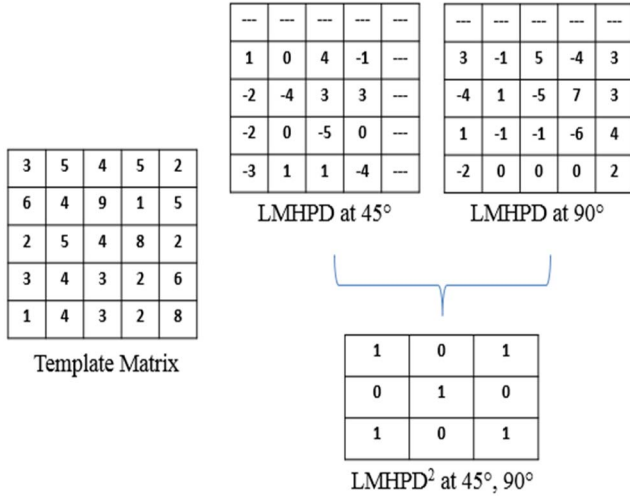 --- --- --- --- ---
1 0 4 -1 ---
-2 -4 3 3 ---
-2 0 -5 0 ---
-3 1 1 -4 ---
LMHPD at 45°
--- --- --- --- ---
3 -1 5 -4 3
-4 1 -5 7 3
1 -1 -1 -6 4
-2 0 0 0 2
LMHPD at 90°
3 5 4 5 2
6 4 9 1 5
2 5 4 8 2
3 4 3 2 6
1 4 3 2 8
Template Matrix
1 0 1
0 1 0
1 0 1
LMHPD² at 45°, 90°